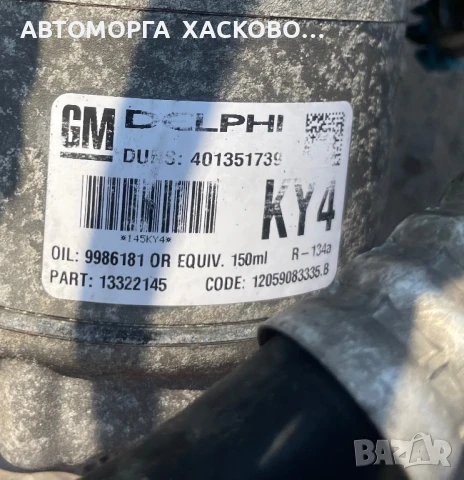 АВТОМОРГА ХАСКОВО...
GM DELPHI
DUNS: 401351739
*145KY4*
KY4
OIL: 9986181 OR EQUIV. 150ml R-134a
PART: 13322145 CODE: 12059083335.B
BAZAR